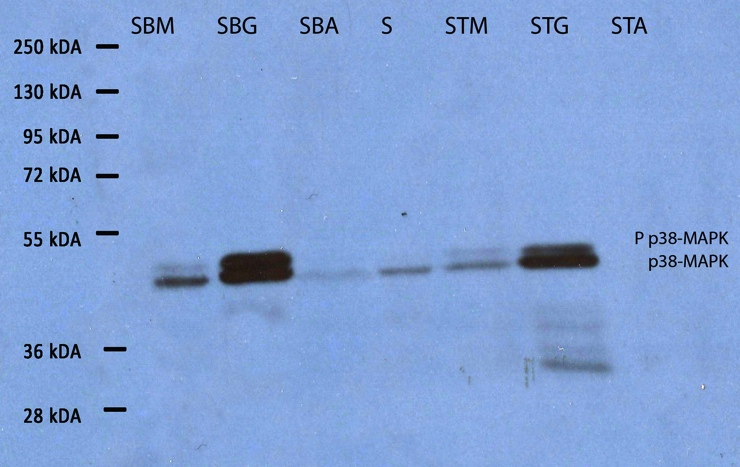 SBM SBG SBA S STM STG STA
250 kDA
130 kDA
95 kDA
72 kDA
55 kDA
P p38-MAPK
p38-MAPK
36 kDA
28 kDA